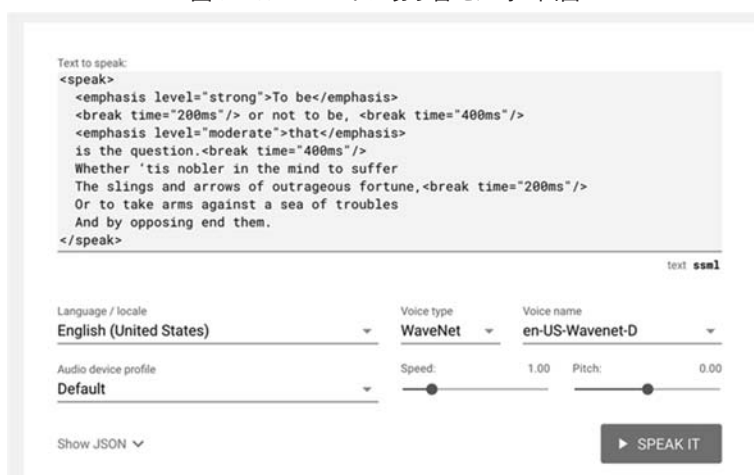 Text to speak:
<speak>
<emphasis level="strong">To be</emphasis>
<break time="200ms"/> or not to be, <break time="400ms"/>
<emphasis level="moderate">that</emphasis>
is the question.<break time="400ms"/>
Whether ‘tis nobler in the mind to suffer
The slings and arrows of outrageous fortune,<break time="200ms"/>
Or to take arms against a sea of troubles
And by opposing end them.
</speak>
text ssml
Language / locale
Voice type
Voice name
English (United States)
WaveNet
en-US-Wavenet-D
Audio device profile
Speed: 1.00
Pitch: 0.00
Default
Show JSON
SPEAK IT